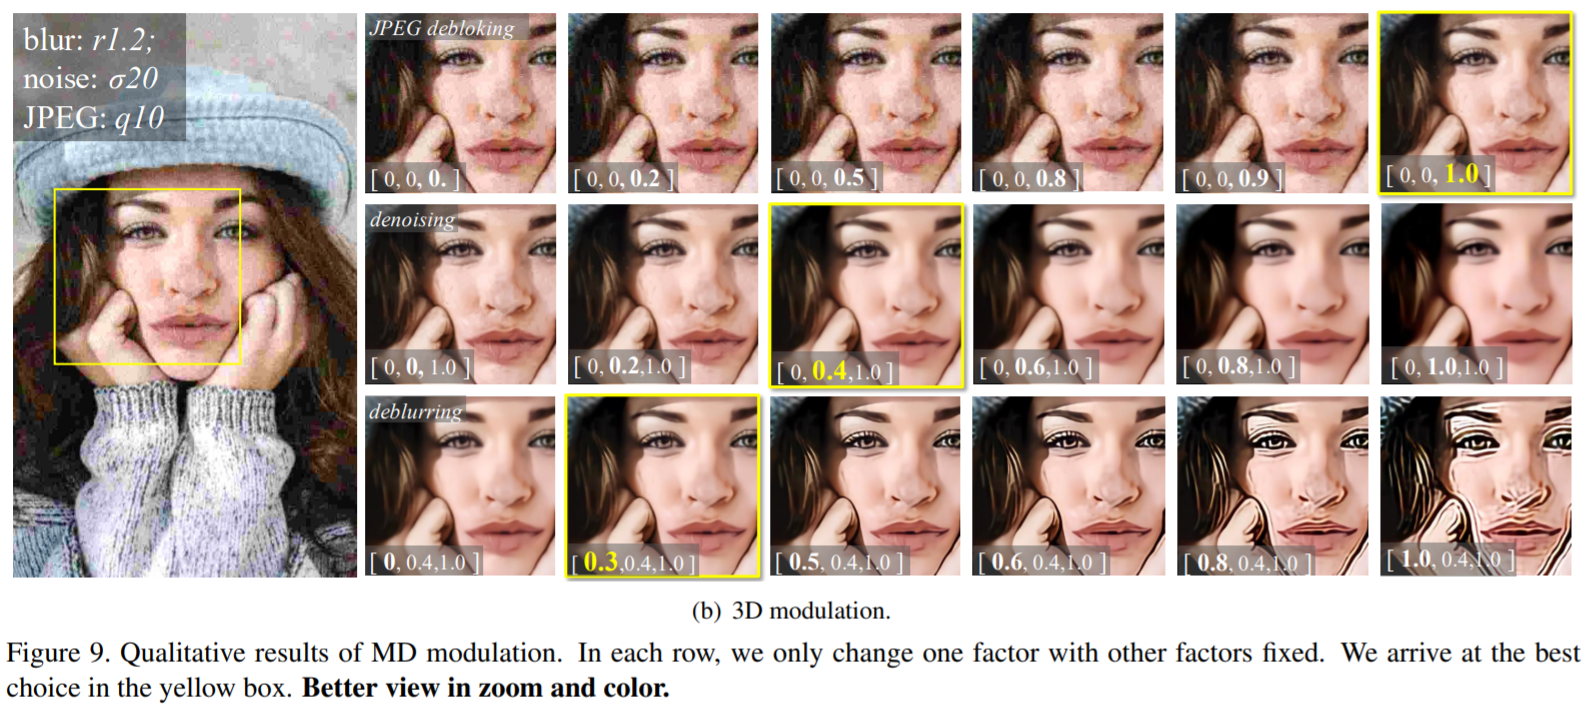 blur: r1.2;
noise: σ20
JPEG: q10
JPEG debloking
[ 0, 0, 0. ]
[ 0, 0, 0.2 ]
[ 0, 0, 0.5 ]
[ 0, 0, 0.8 ]
[ 0, 0, 0.9 ]
[ 0, 0, 1.0 ]
denoising
[ 0, 0, 1.0 ]
[ 0, 0.2,1.0 ]
[ 0, 0.4,1.0 ]
[ 0, 0.6,1.0 ]
[ 0, 0.8,1.0 ]
[ 0, 1.0,1.0 ]
deblurring
[ 0, 0.4,1.0 ]
[ 0.3,0.4,1.0 ]
[ 0.5, 0.4,1.0 ]
[ 0.6, 0.4,1.0 ]
[ 0.8, 0.4,1.0 ]
[ 1.0, 0.4,1.0 ]
(b) 3D modulation.
Figure 9. Qualitative results of MD modulation. In each row, we only change one factor with other factors fixed. We arrive at the best
choice in the yellow box. Better view in zoom and color.